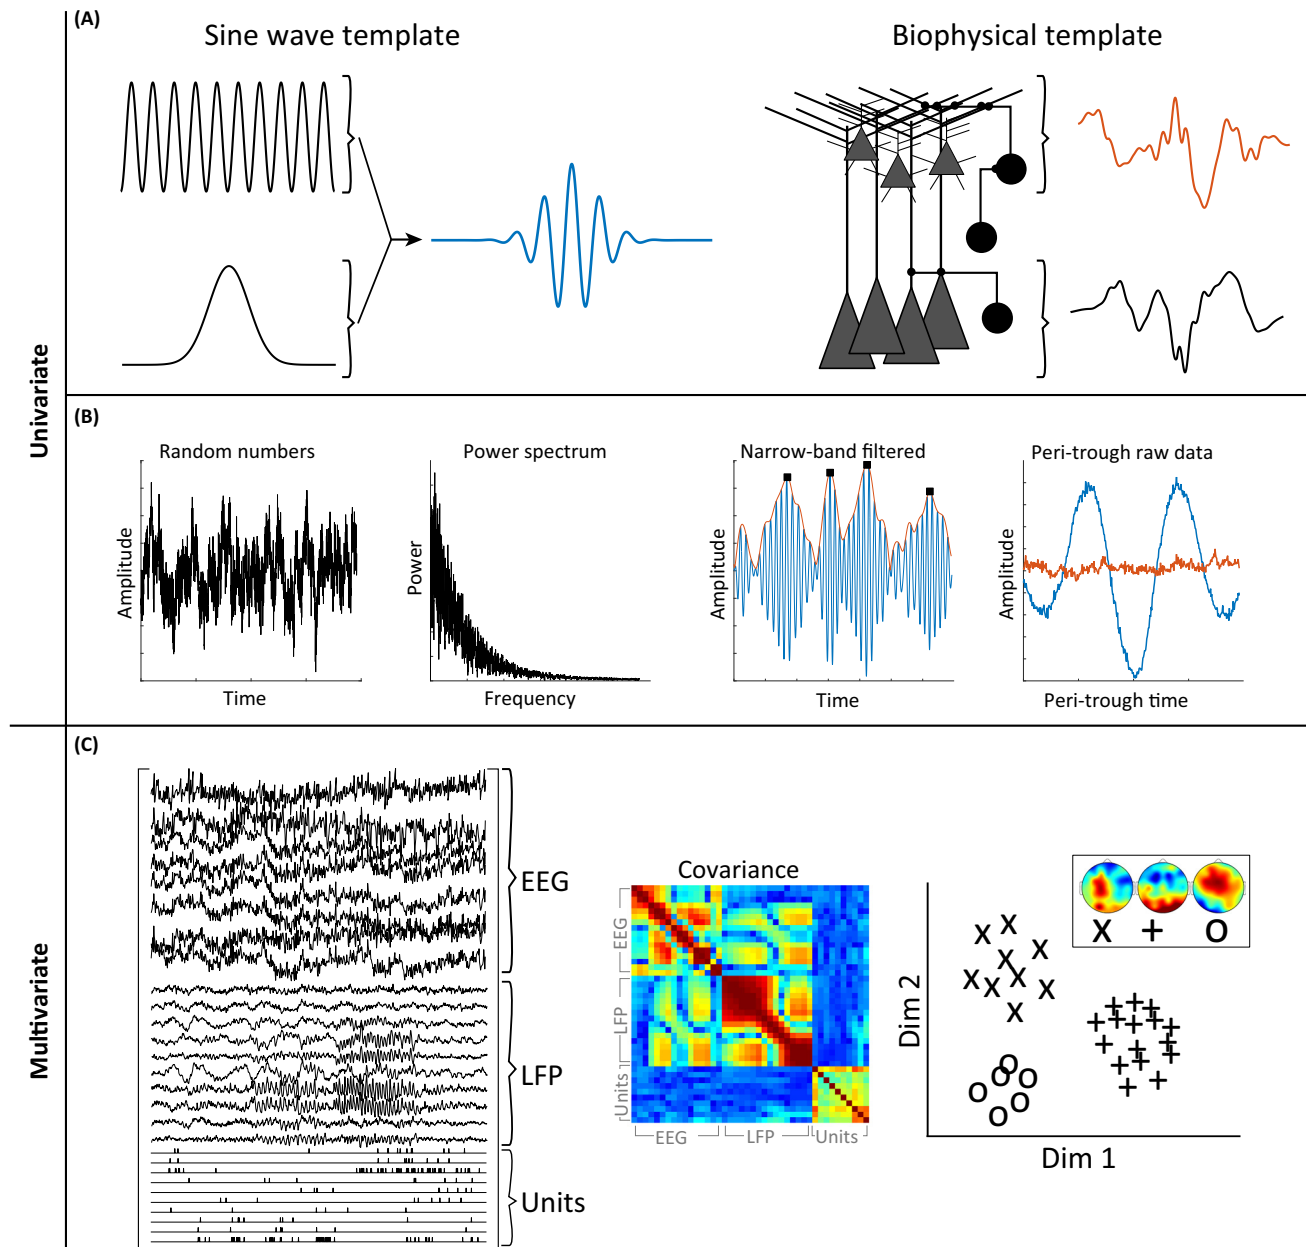 (A)
Sine wave template
Biophysical template
Univariate
(B)
Random numbers
Amplitude
Time
Power spectrum
Power
Frequency
Narrow-band filtered
Amplitude
Time
Peri-trough raw data
Amplitude
Peri-trough time
Multivariate
(C)
EEG
LFP
Units
Covariance
EEG
LFP
Units
EEG
LFP
Units
X + O
Dim 2
Dim 1